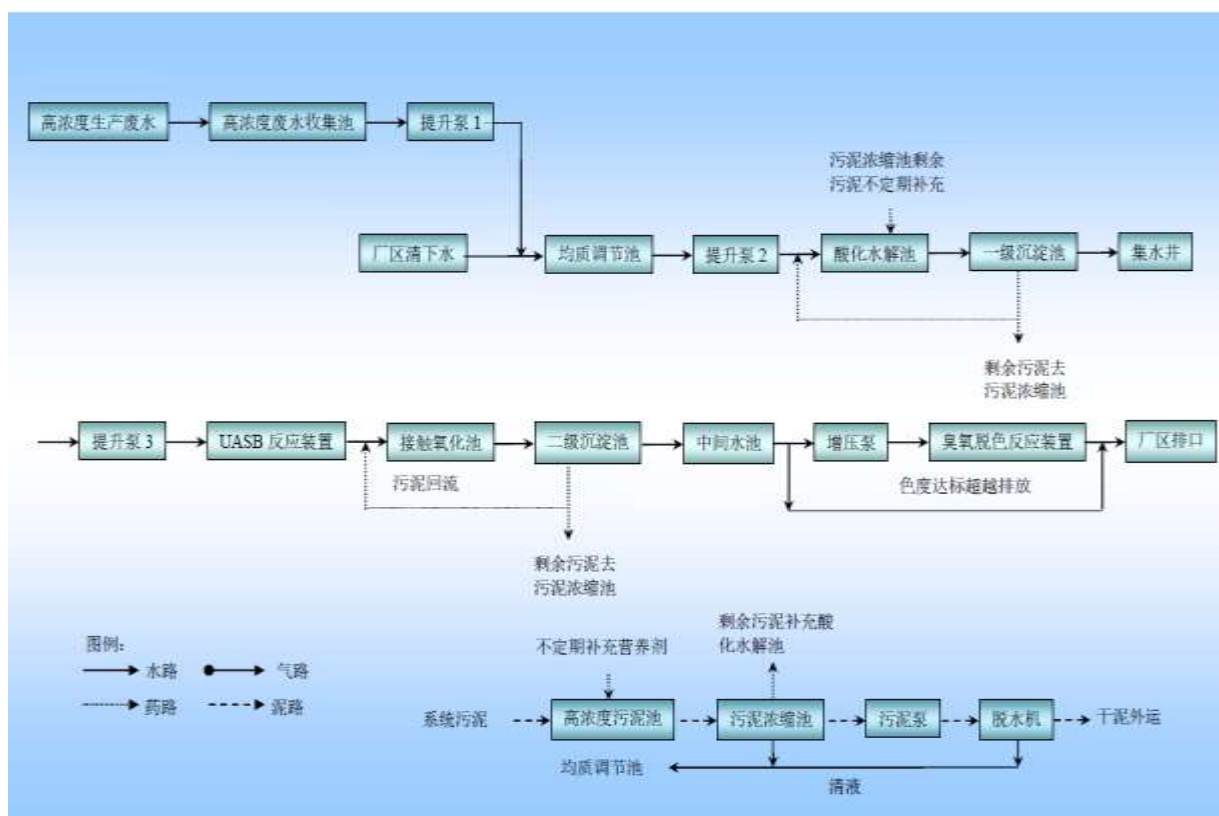 高浓度生产废水
高浓度废水收集池
提升泵1
污泥浓缩池剩余
污泥不定期补充
厂区清下水
均质调节池
提升泵2
酸化水解池
一级沉淀池
集水井
剩余污泥去
污泥浓缩池
提升泵3
UASB反应装置
接触氧化池
二级沉淀池
中间水池
增压泵
臭氧脱色反应装置
厂区排口
污泥回流
色度达标超越排放
剩余污泥去
污泥浓缩池
图例:
水路
气路
药路
泥路
不定期补充营养剂
剩余污泥补充酸
化水解池
系统污泥
高浓度污泥池
污泥浓缩池
污泥泵
脱水机
干泥外运
均质调节池
清液